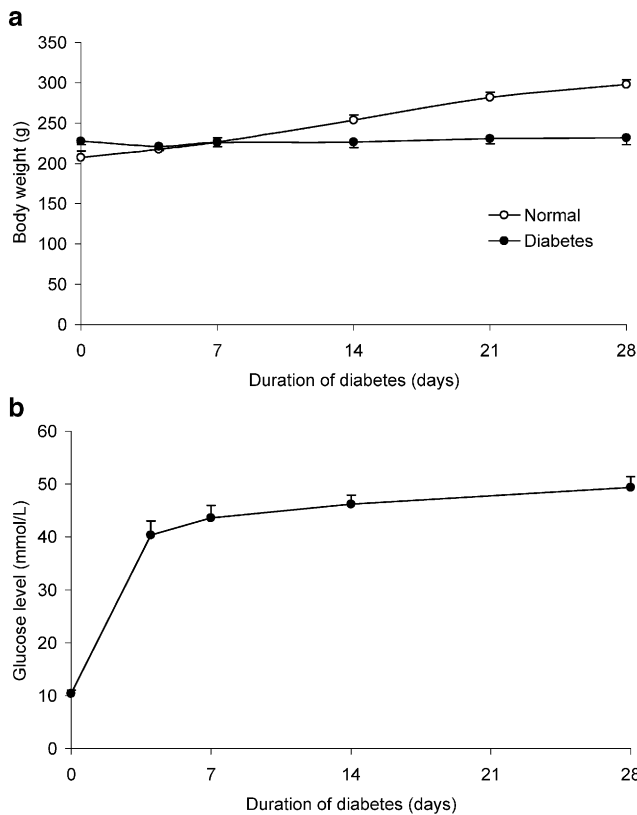 a
350
300
250
200
150
100
50
0
Body weight (g)
Normal
Diabetes
0 7 14 21 28
Duration of diabetes (days)
b
60
50
40
30
20
10
0
Glucose level (mmol/L)
0 7 14 21 28
Duration of diabetes (days)